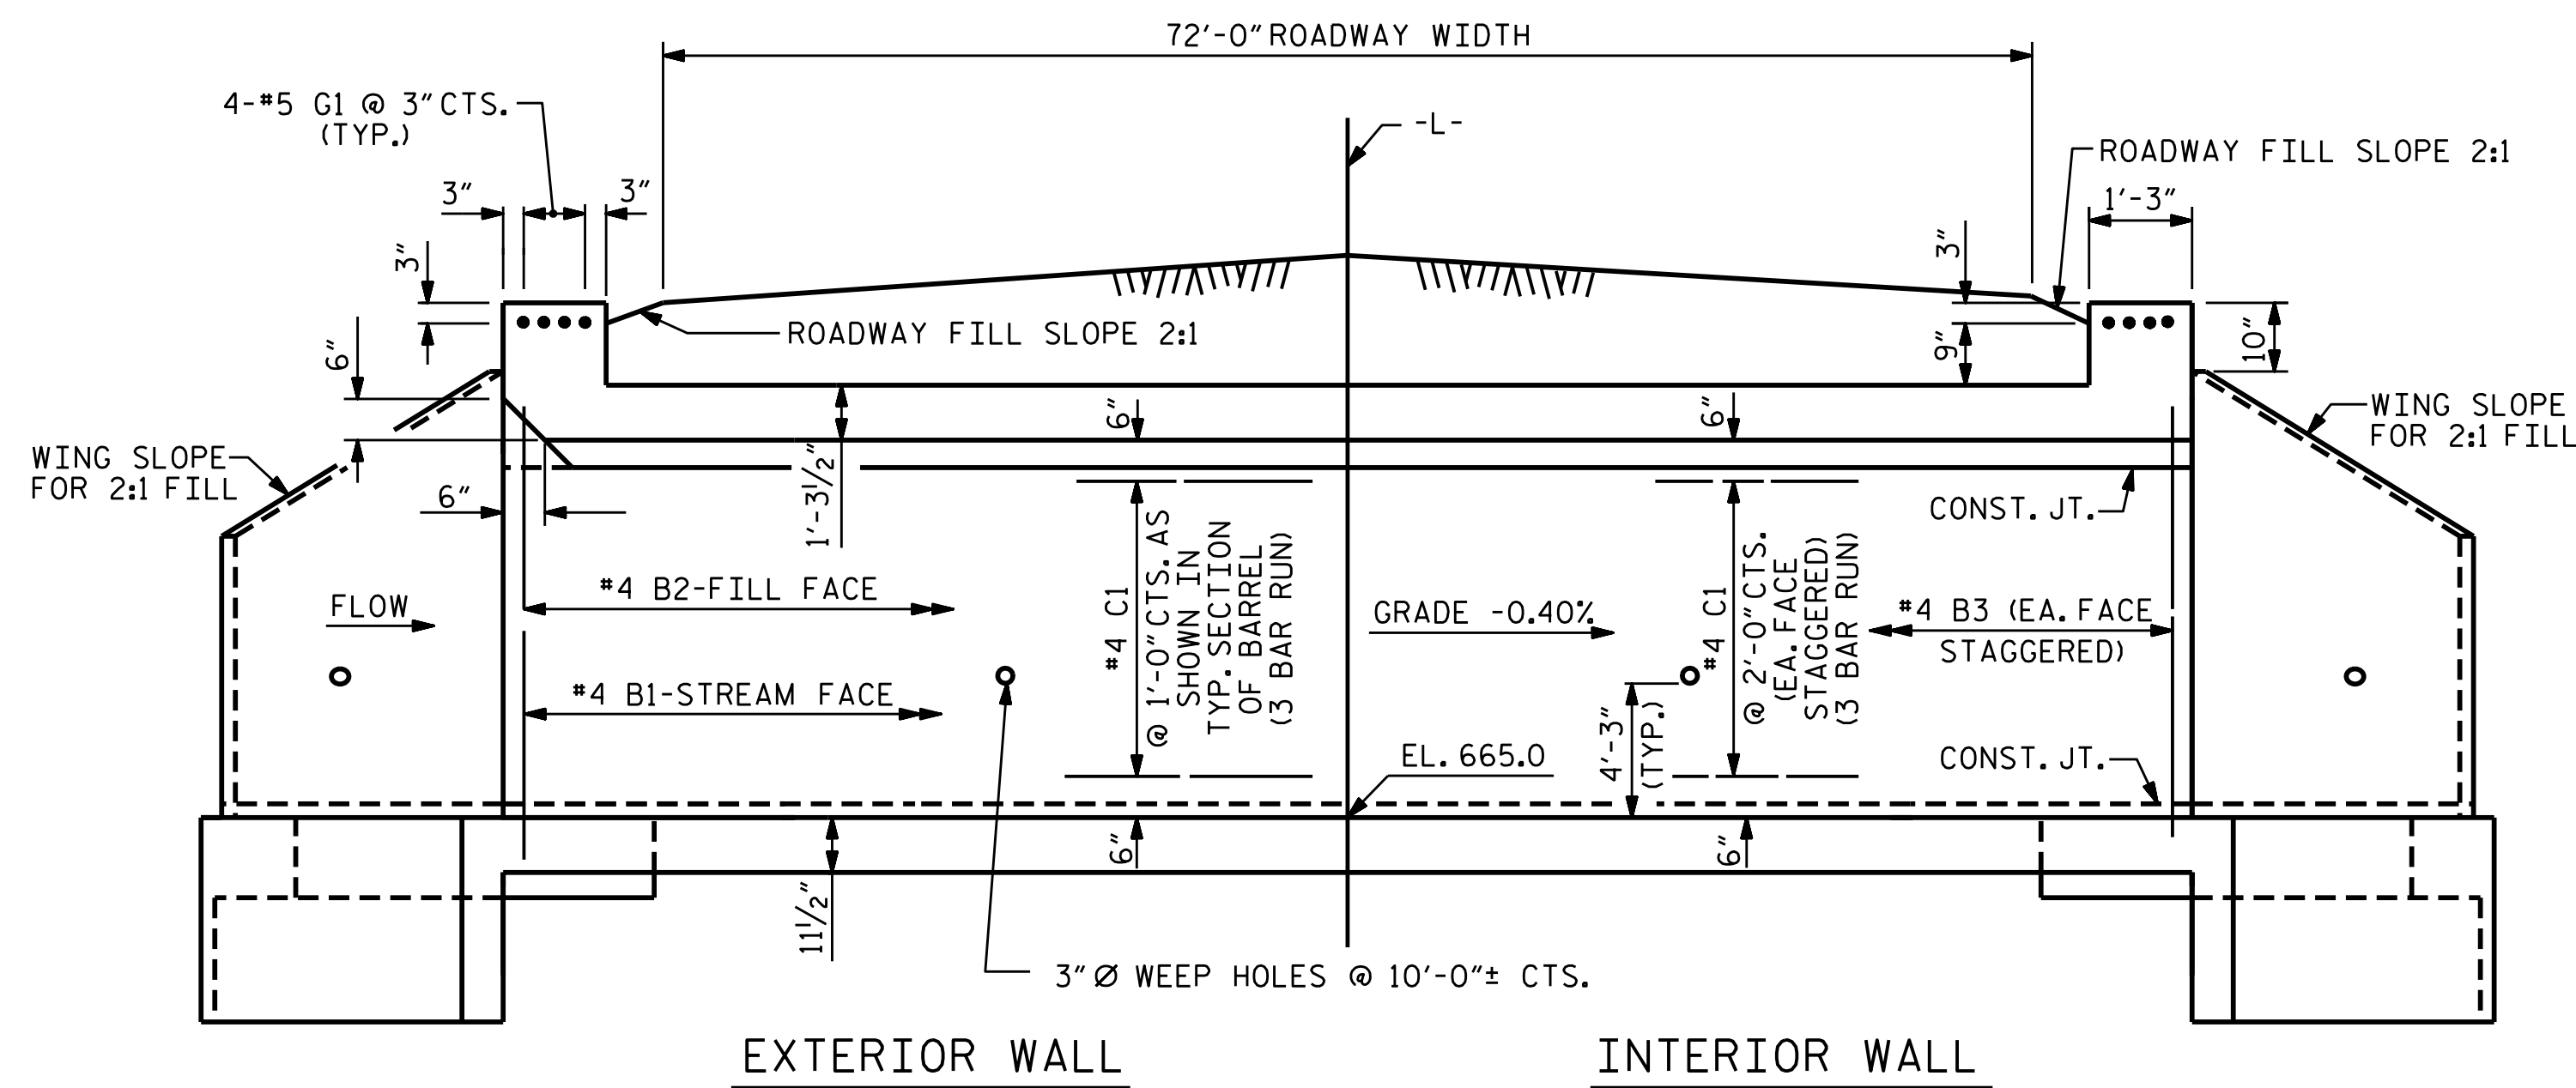 72'-0" ROADWAY WIDTH
4-#5 G1 @ 3" CTS.
(TYP.)
-L-
ROADWAY FILL SLOPE 2:1
3"
3"
1'-3"
3"
3"
ROADWAY FILL SLOPE 2:1
6"
9"
10"
WING SLOPE
FOR 2:1 FILL
6"
6"
WING SLOPE
FOR 2:1 FILL
6"
1'-3 1/2"
CONST. JT.
#4 B2-FILL FACE
FLOW
#4 C1
@ 1'-0" CTS. AS
SHOWN IN
TYP. SECTION
OF BARREL
(3 BAR RUN)
GRADE -0.40%
#4 C1
@ 2'-0" CTS.
(EA. FACE
STAGGERED)
(3 BAR RUN)
#4 B3 (EA. FACE
STAGGERED)
#4 B1-STREAM FACE
4'-3"
(TYP.)
EL. 665.0
CONST. JT.
6"
6"
11 1/2"
3" Ø WEEP HOLES @ 10'-0"± CTS.
EXTERIOR WALL
INTERIOR WALL